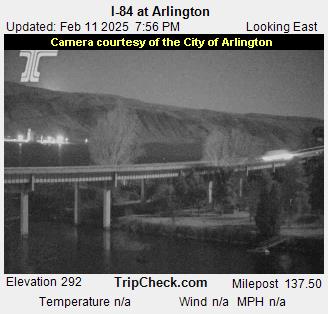 I-84 at Arlington
Updated: Feb 11 2025 7:56 PM Looking East
Camera courtesy of the City of Arlington
Elevation 292 TripCheck.com Milepost 137.50
Temperature n/a Wind n/a MPH n/a